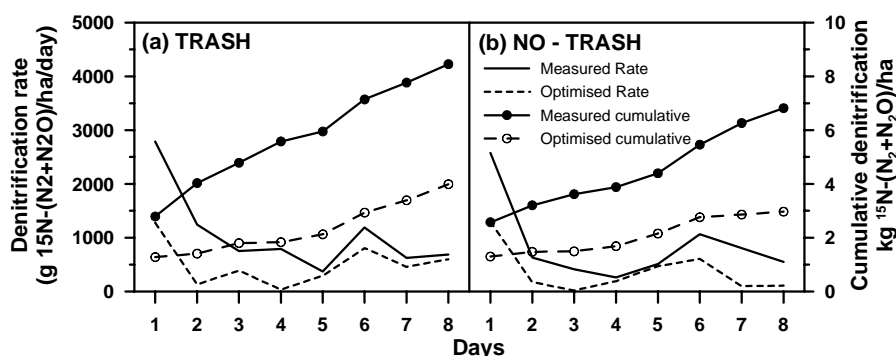 Denitrification rate
(g 15N-(N2+N2O)/ha/day)
5000
4000
3000
2000
1000
0
(a) TRASH
1 2 3 4 5 6 7 8
(b) NO - TRASH
Measured Rate
Optimised Rate
Measured cumulative
Optimised cumulative
1 2 3 4 5 6 7 8
Days
10
8
6
4
2
0
Cumulative denitrification
kg ¹⁵N-(N₂+N₂O)/ha